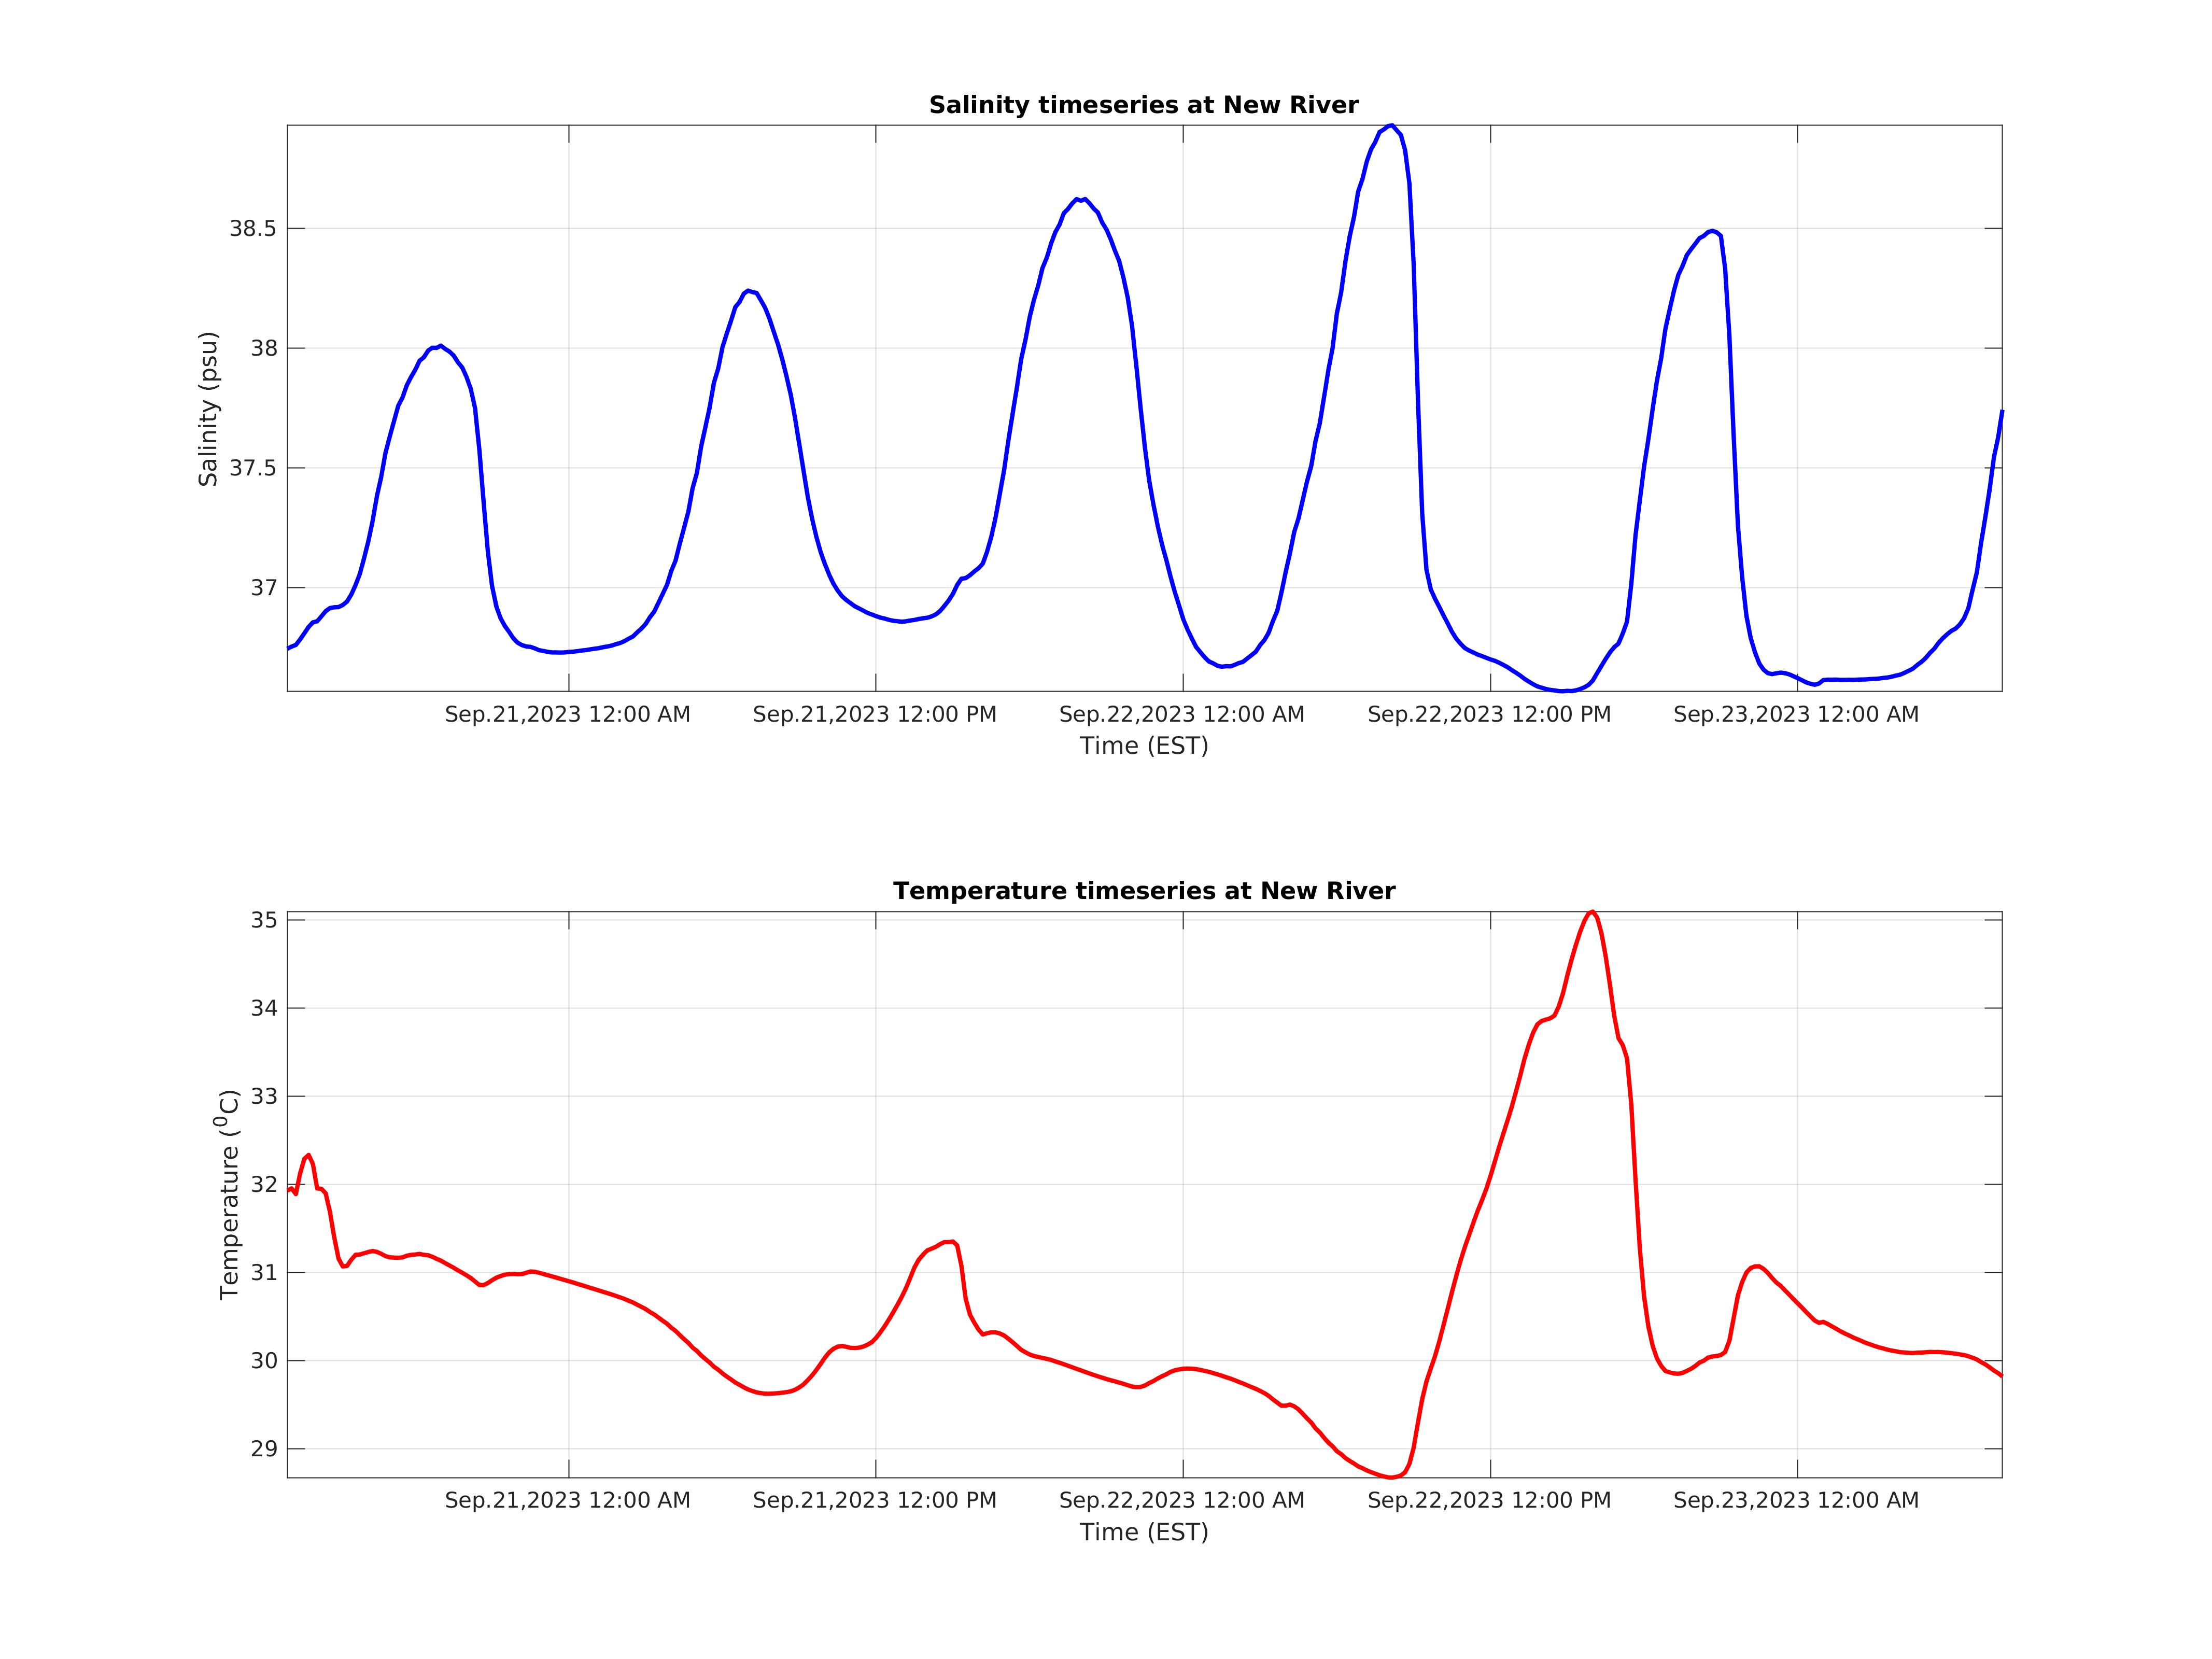 Salinity timeseries at New River
Salinity (psu)
38.5
38
37.5
37
Sep.21,2023 12:00 AM
Sep.21,2023 12:00 PM
Sep.22,2023 12:00 AM
Sep.22,2023 12:00 PM
Sep.23,2023 12:00 AM
Time (EST)
Temperature timeseries at New River
Temperature (⁰C)
35
34
33
32
31
30
29
Sep.21,2023 12:00 AM
Sep.21,2023 12:00 PM
Sep.22,2023 12:00 AM
Sep.22,2023 12:00 PM
Sep.23,2023 12:00 AM
Time (EST)